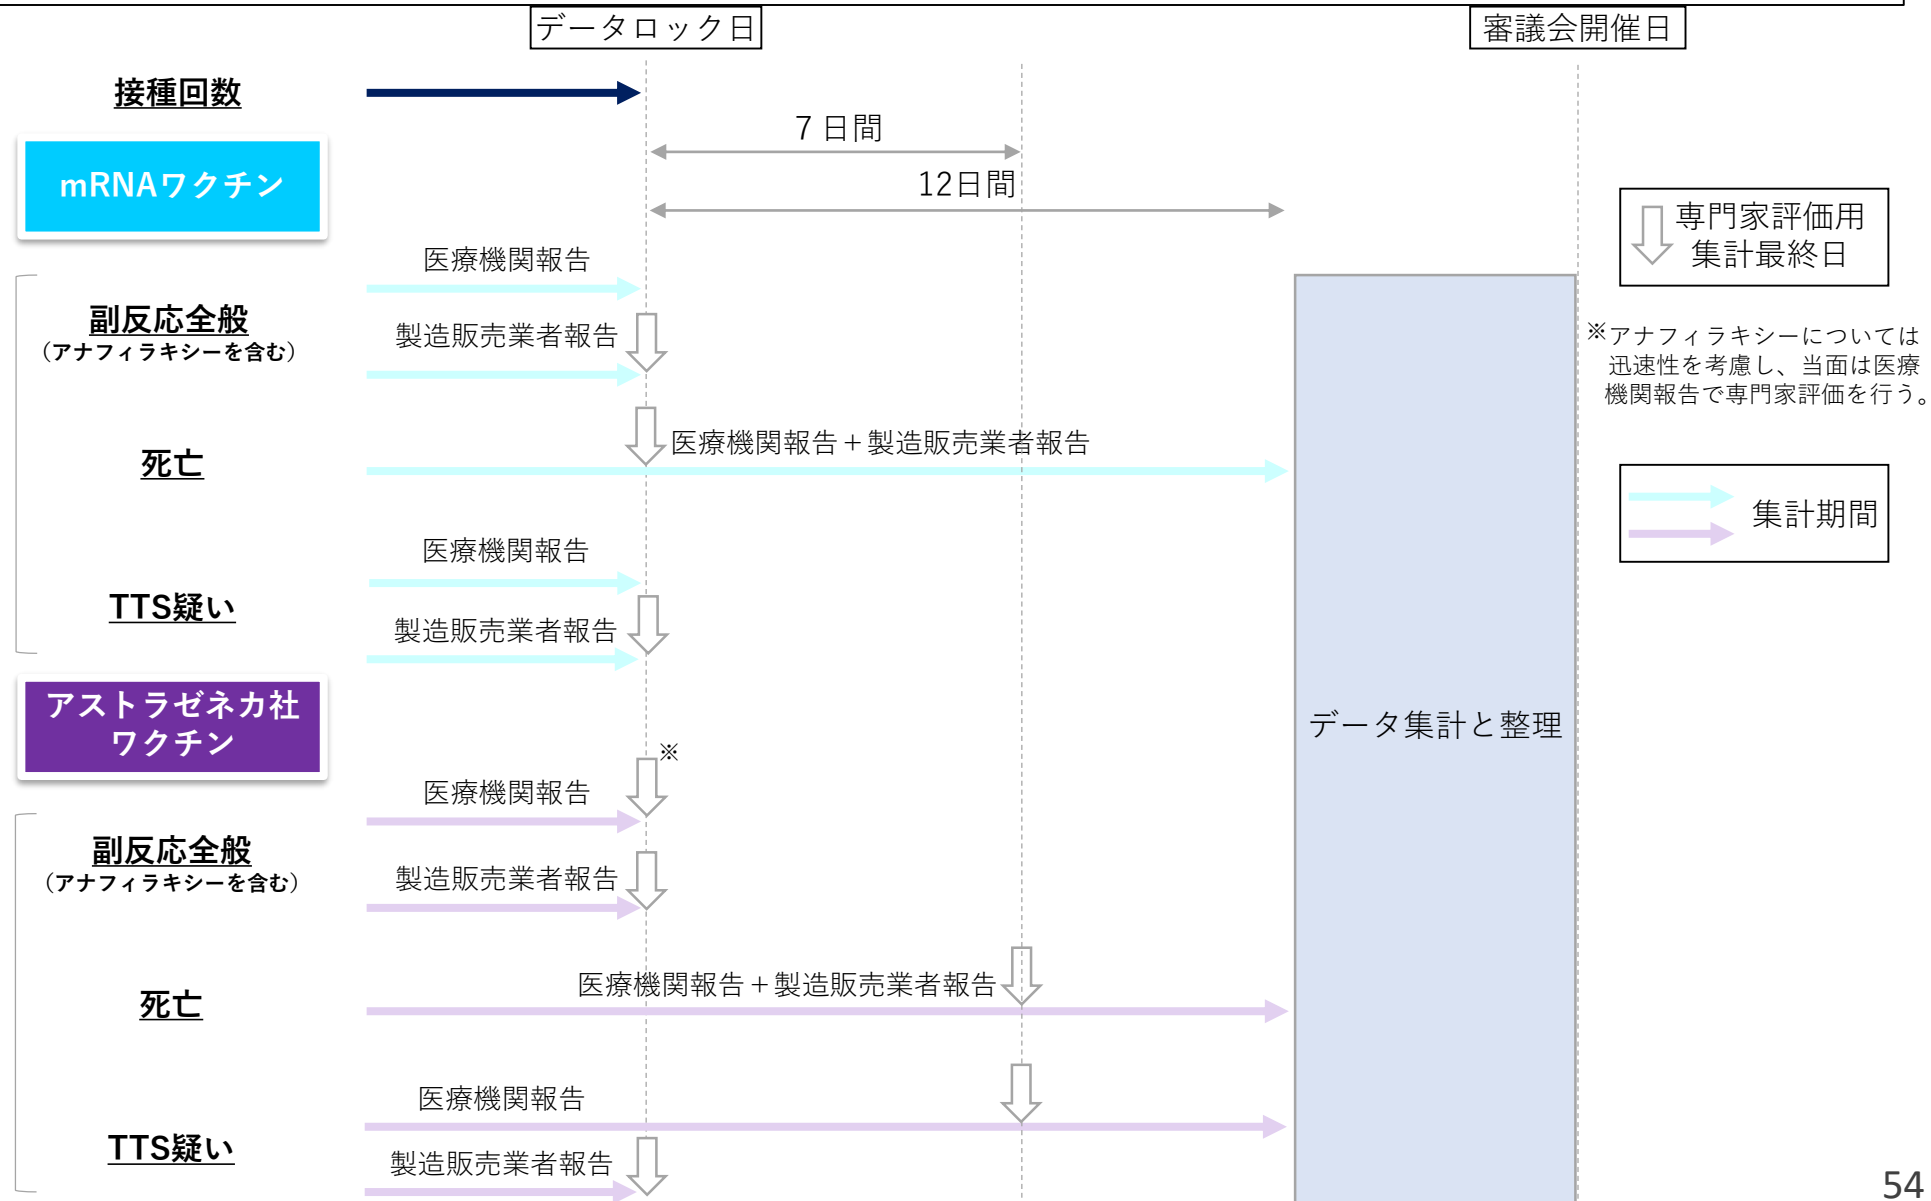 データロック日
審議会開催日
接種回数
7日間
mRNAワクチン
12日間
専門家評価用
集計最終日
医療機関報告
副反応全般
（アナフィラキシーを含む）
製造販売業者報告
※アナフィラキシーについては
迅速性を考慮し、当面は医療
機関報告で専門家評価を行う。
医療機関報告＋製造販売業者報告
死亡
集計期間
医療機関報告
TTS疑い
製造販売業者報告
アストラゼネカ社
ワクチン
データ集計と整理
※
医療機関報告
副反応全般
（アナフィラキシーを含む）
製造販売業者報告
医療機関報告＋製造販売業者報告
死亡
医療機関報告
TTS疑い
製造販売業者報告
54